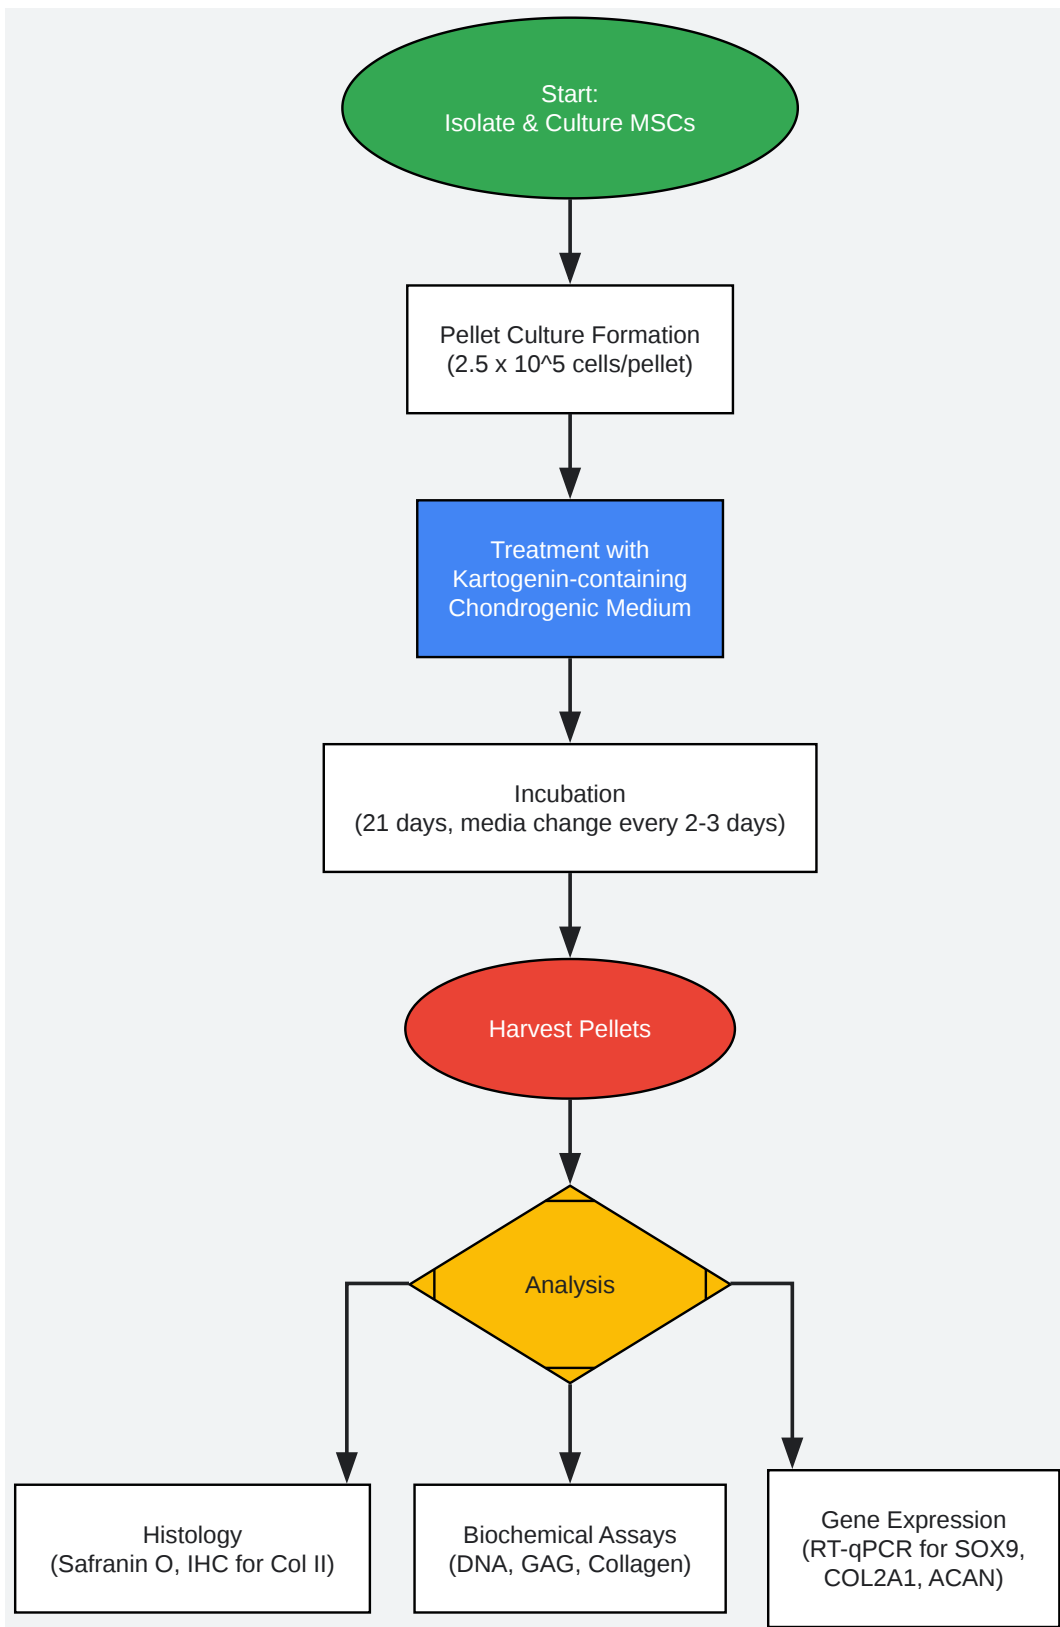 Start:
Isolate & Culture MSCs
Pellet Culture Formation
(2.5 x 10^5 cells/pellet)
Treatment with
Kartogenin-containing
Chondrogenic Medium
Incubation
(21 days, media change every 2-3 days)
Harvest Pellets
Analysis
Histology
(Safranin O, IHC for Col II)
Biochemical Assays
(DNA, GAG, Collagen)
Gene Expression
(RT-qPCR for SOX9,
COL2A1, ACAN)